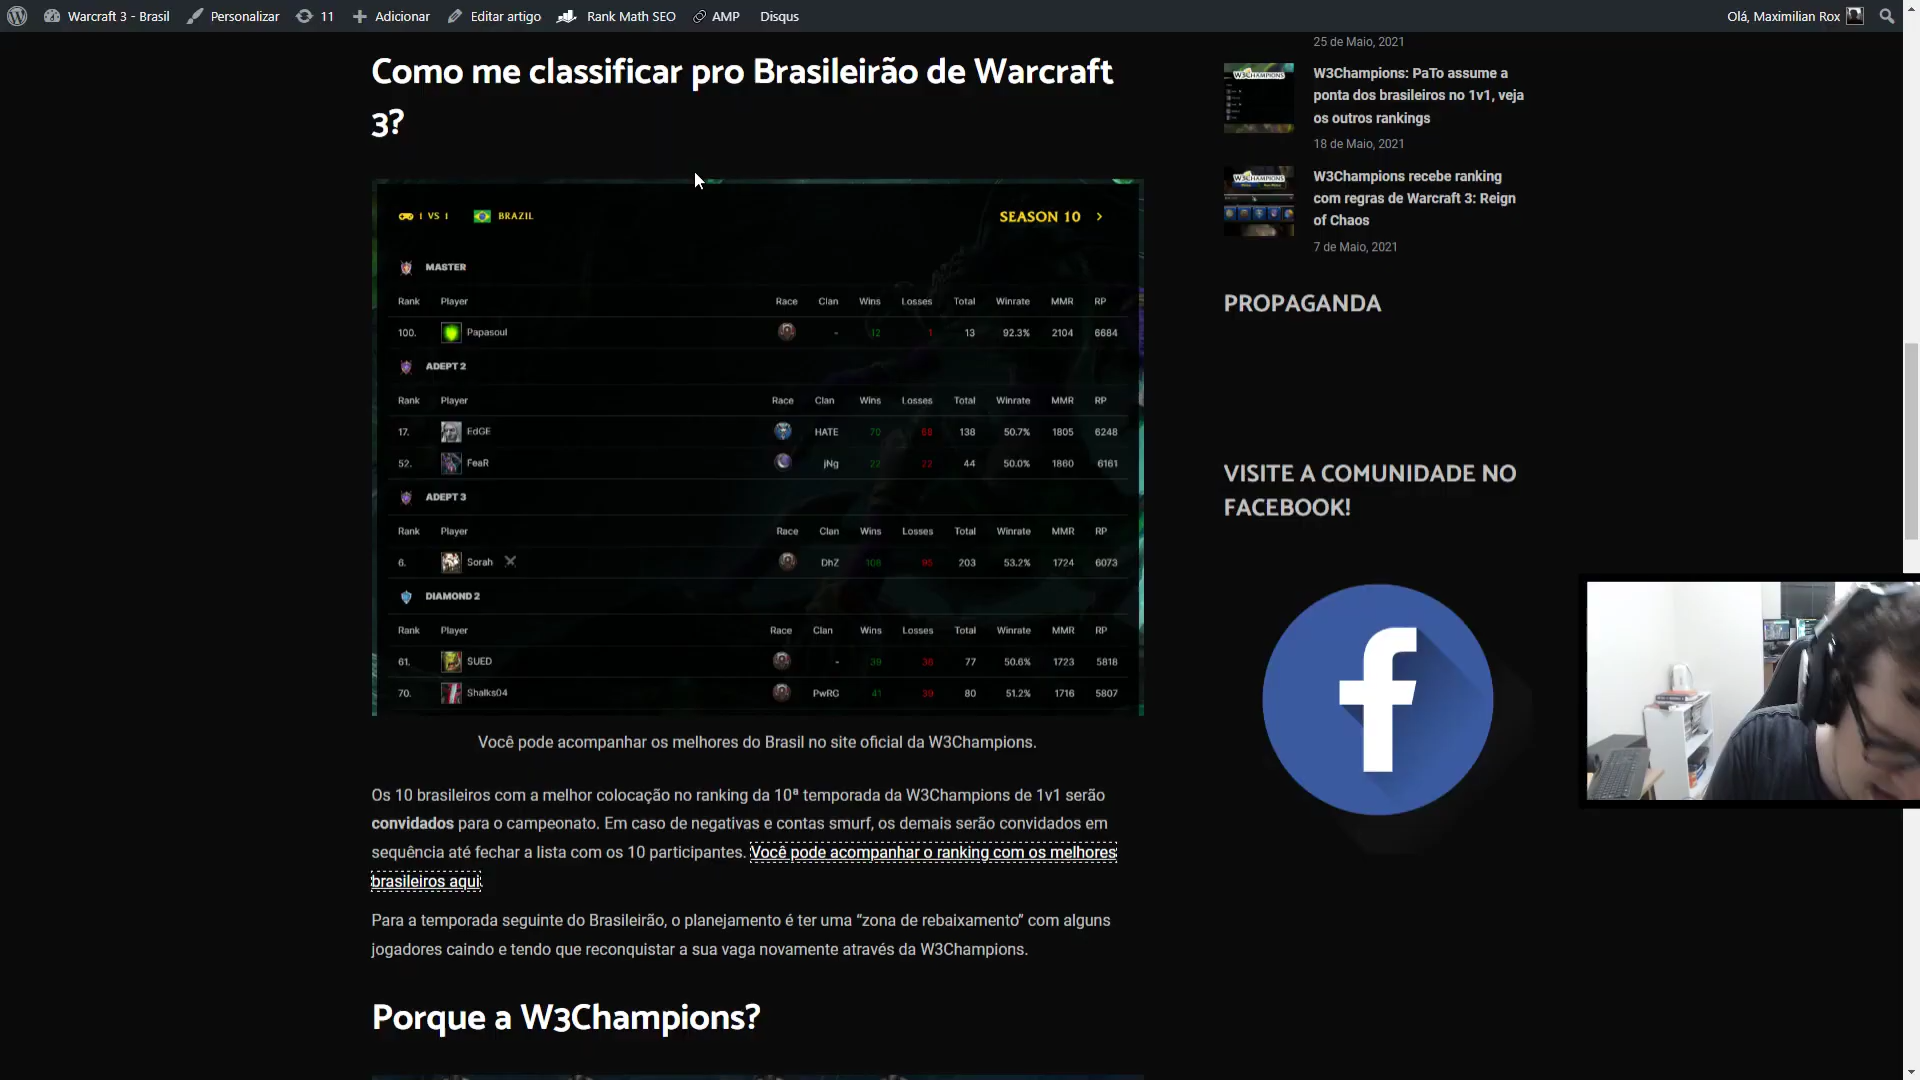 Warcraft 3 - Brasil Personalizar 11 Adicionar Editar artigo Rank Math SEO AMP Disqus Olá, Maximilian Rox
Como me classificar pro Brasileirão de Warcraft
3?
1 VS 1 BRAZIL SEASON 10 >
MASTER
Rank Player Race Clan Wins Losses Total Winrate MMR RP
100. Papasoul - 12 1 13 92.3% 2104 6684
ADEPT 2
Rank Player Race Clan Wins Losses Total Winrate MMR RP
17. EdGE HATE 70 68 138 50.7% 1805 6248
52. FeaR jNg 22 22 44 50.0% 1860 6161
ADEPT 3
Rank Player Race Clan Wins Losses Total Winrate MMR RP
6. Sorah DhZ 108 95 203 53.2% 1724 6073
DIAMOND 2
Rank Player Race Clan Wins Losses Total Winrate MMR RP
61. SUED - 39 38 77 50.6% 1723 5818
70. Shalks04 PwRG 41 39 80 51.2% 1716 5807
Você pode acompanhar os melhores do Brasil no site oficial da W3Champions.
Os 10 brasileiros com a melhor colocação no ranking da 10ª temporada da W3Champions de 1v1 serão
convidados para o campeonato. Em caso de negativas e contas smurf, os demais serão convidados em
sequência até fechar a lista com os 10 participantes. Você pode acompanhar o ranking com os melhores
brasileiros aqui.
Para a temporada seguinte do Brasileirão, o planejamento é ter uma “zona de rebaixamento” com alguns
jogadores caindo e tendo que reconquistar a sua vaga novamente através da W3Champions.
Porque a W3Champions?
25 de Maio, 2021
W3CHAMPIONS
W3Champions: PaTo assume a
ponta dos brasileiros no 1v1, veja
os outros rankings
18 de Maio, 2021
W3CHAMPIONS
W3Champions recebe ranking
com regras de Warcraft 3: Reign
of Chaos
7 de Maio, 2021
PROPAGANDA
VISITE A COMUNIDADE NO
FACEBOOK!
f